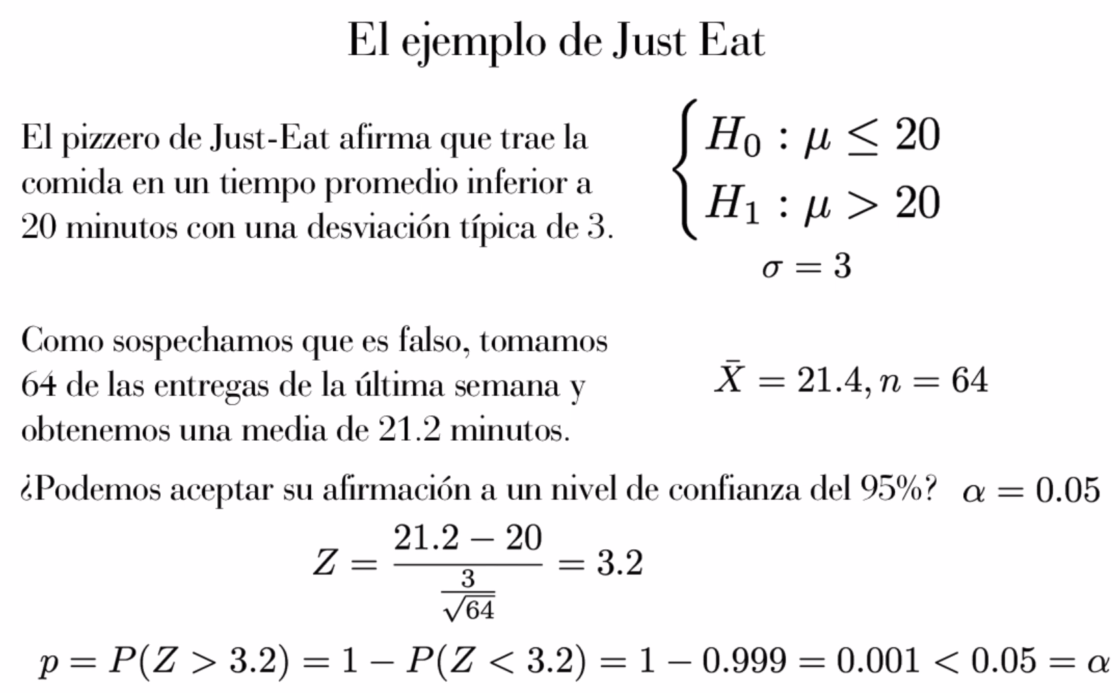 El ejemplo de Just Eat
El pizzero de Just-Eat afirma que trae la
comida en un tiempo promedio inferior a
20 minutos con una desviación típica de 3.
H₀ : μ ≤ 20
H₁ : μ > 20
σ = 3
Como sospechamos que es falso, tomamos
64 de las entregas de la última semana y
obtenemos una media de 21.2 minutos.
X̄ = 21.4, n = 64
¿Podemos aceptar su afirmación a un nivel de confianza del 95%? α = 0.05
Z = (21.2 − 20) / (3 / √64) = 3.2
p = P(Z > 3.2) = 1 − P(Z < 3.2) = 1 − 0.999 = 0.001 < 0.05 = α